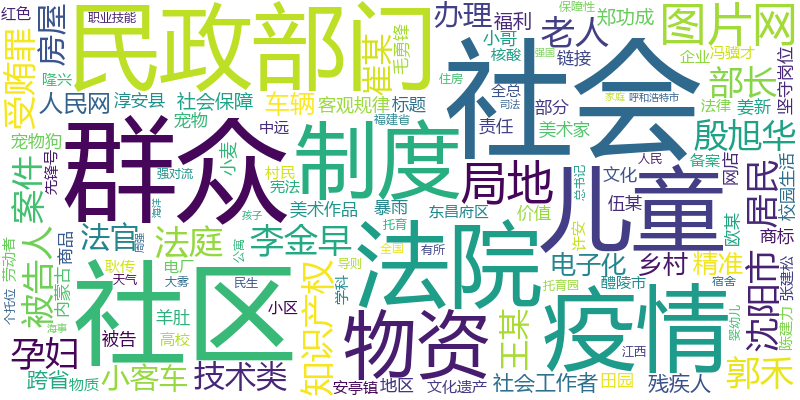 红色
职业技能
民政部门
办理
福利
保障性
郑功成
图片网
房屋
崔某
毛勇锋
小哥
核酸
强国
老人
链接
企业
冯骥才
受贿罪
隆兴
社会
住房
部长
坚守岗位
人民网
淳安县
社会保障
车辆
客观规律
标题
全总
司法
部分
家庭
呼和浩特市
法律
姜新
宠物狗
宠物
中远
福建省
责任
美术家
殷旭华
案件
先锋号
群众
小麦
制度
局地
人民
备案
网店
校园生活
强对流
村民
宪法
儿童
文化
伍某
居民
美术作品
暴雨
东昌府区
价值
总书记
欧某
商标
被告人
法官
孩子
李金早
许安
劳动者
内蒙古
商品
法庭
法院
电子化
乡村
精准
沈阳市
张建松
耿传
社区
电厂
天气
大雾
公寓
知识产权
托育
导则
全国
有所
疫情
醴陵市
托育园
宿舍
个托位
羊肚
民生
学科
物资
王某
婴幼儿
陈建力
孕妇
被告
高校
小区
江西
郭禾
跨省
物质
小客车
技术类
安亭镇
地区
文化遗产
社会工作者
田园
残疾人